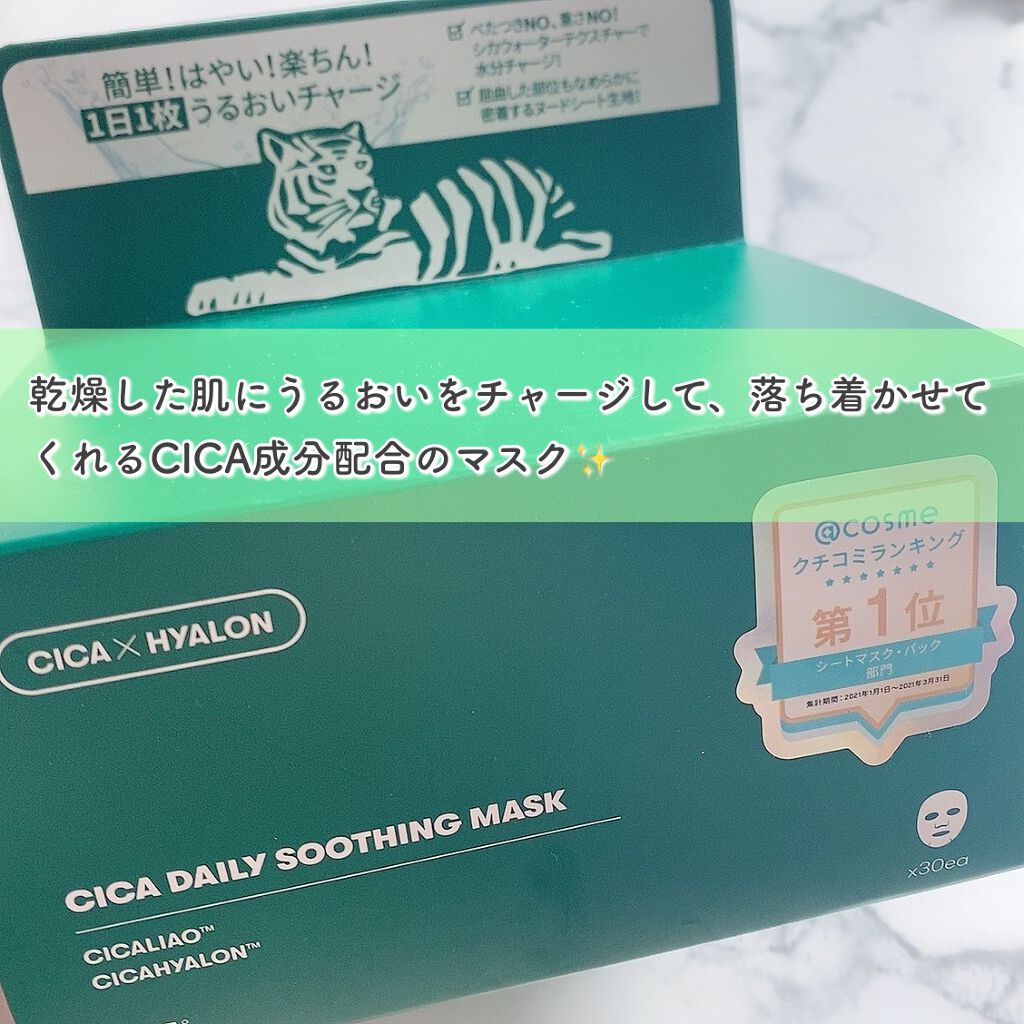 簡単!はやい!楽ちん!
1日1枚うるおいチャージ
べたつきNO、重さNO!
シカウォーターテクスチャーで
水分チャージ!
屈曲した部位もなめらかに
密着するヌードシート生地!
乾燥した肌にうるおいをチャージして、落ち着かせて
くれるCICA成分配合のマスク✨
@cosme
クチコミランキング
第1位
シートマスク・パック
部門
集計期間:2021年1月1日~2021年3月31日
CICA×HYALON
CICA DAILY SOOTHING MASK
CICALIAO™
CICAHYALON™
x30ea